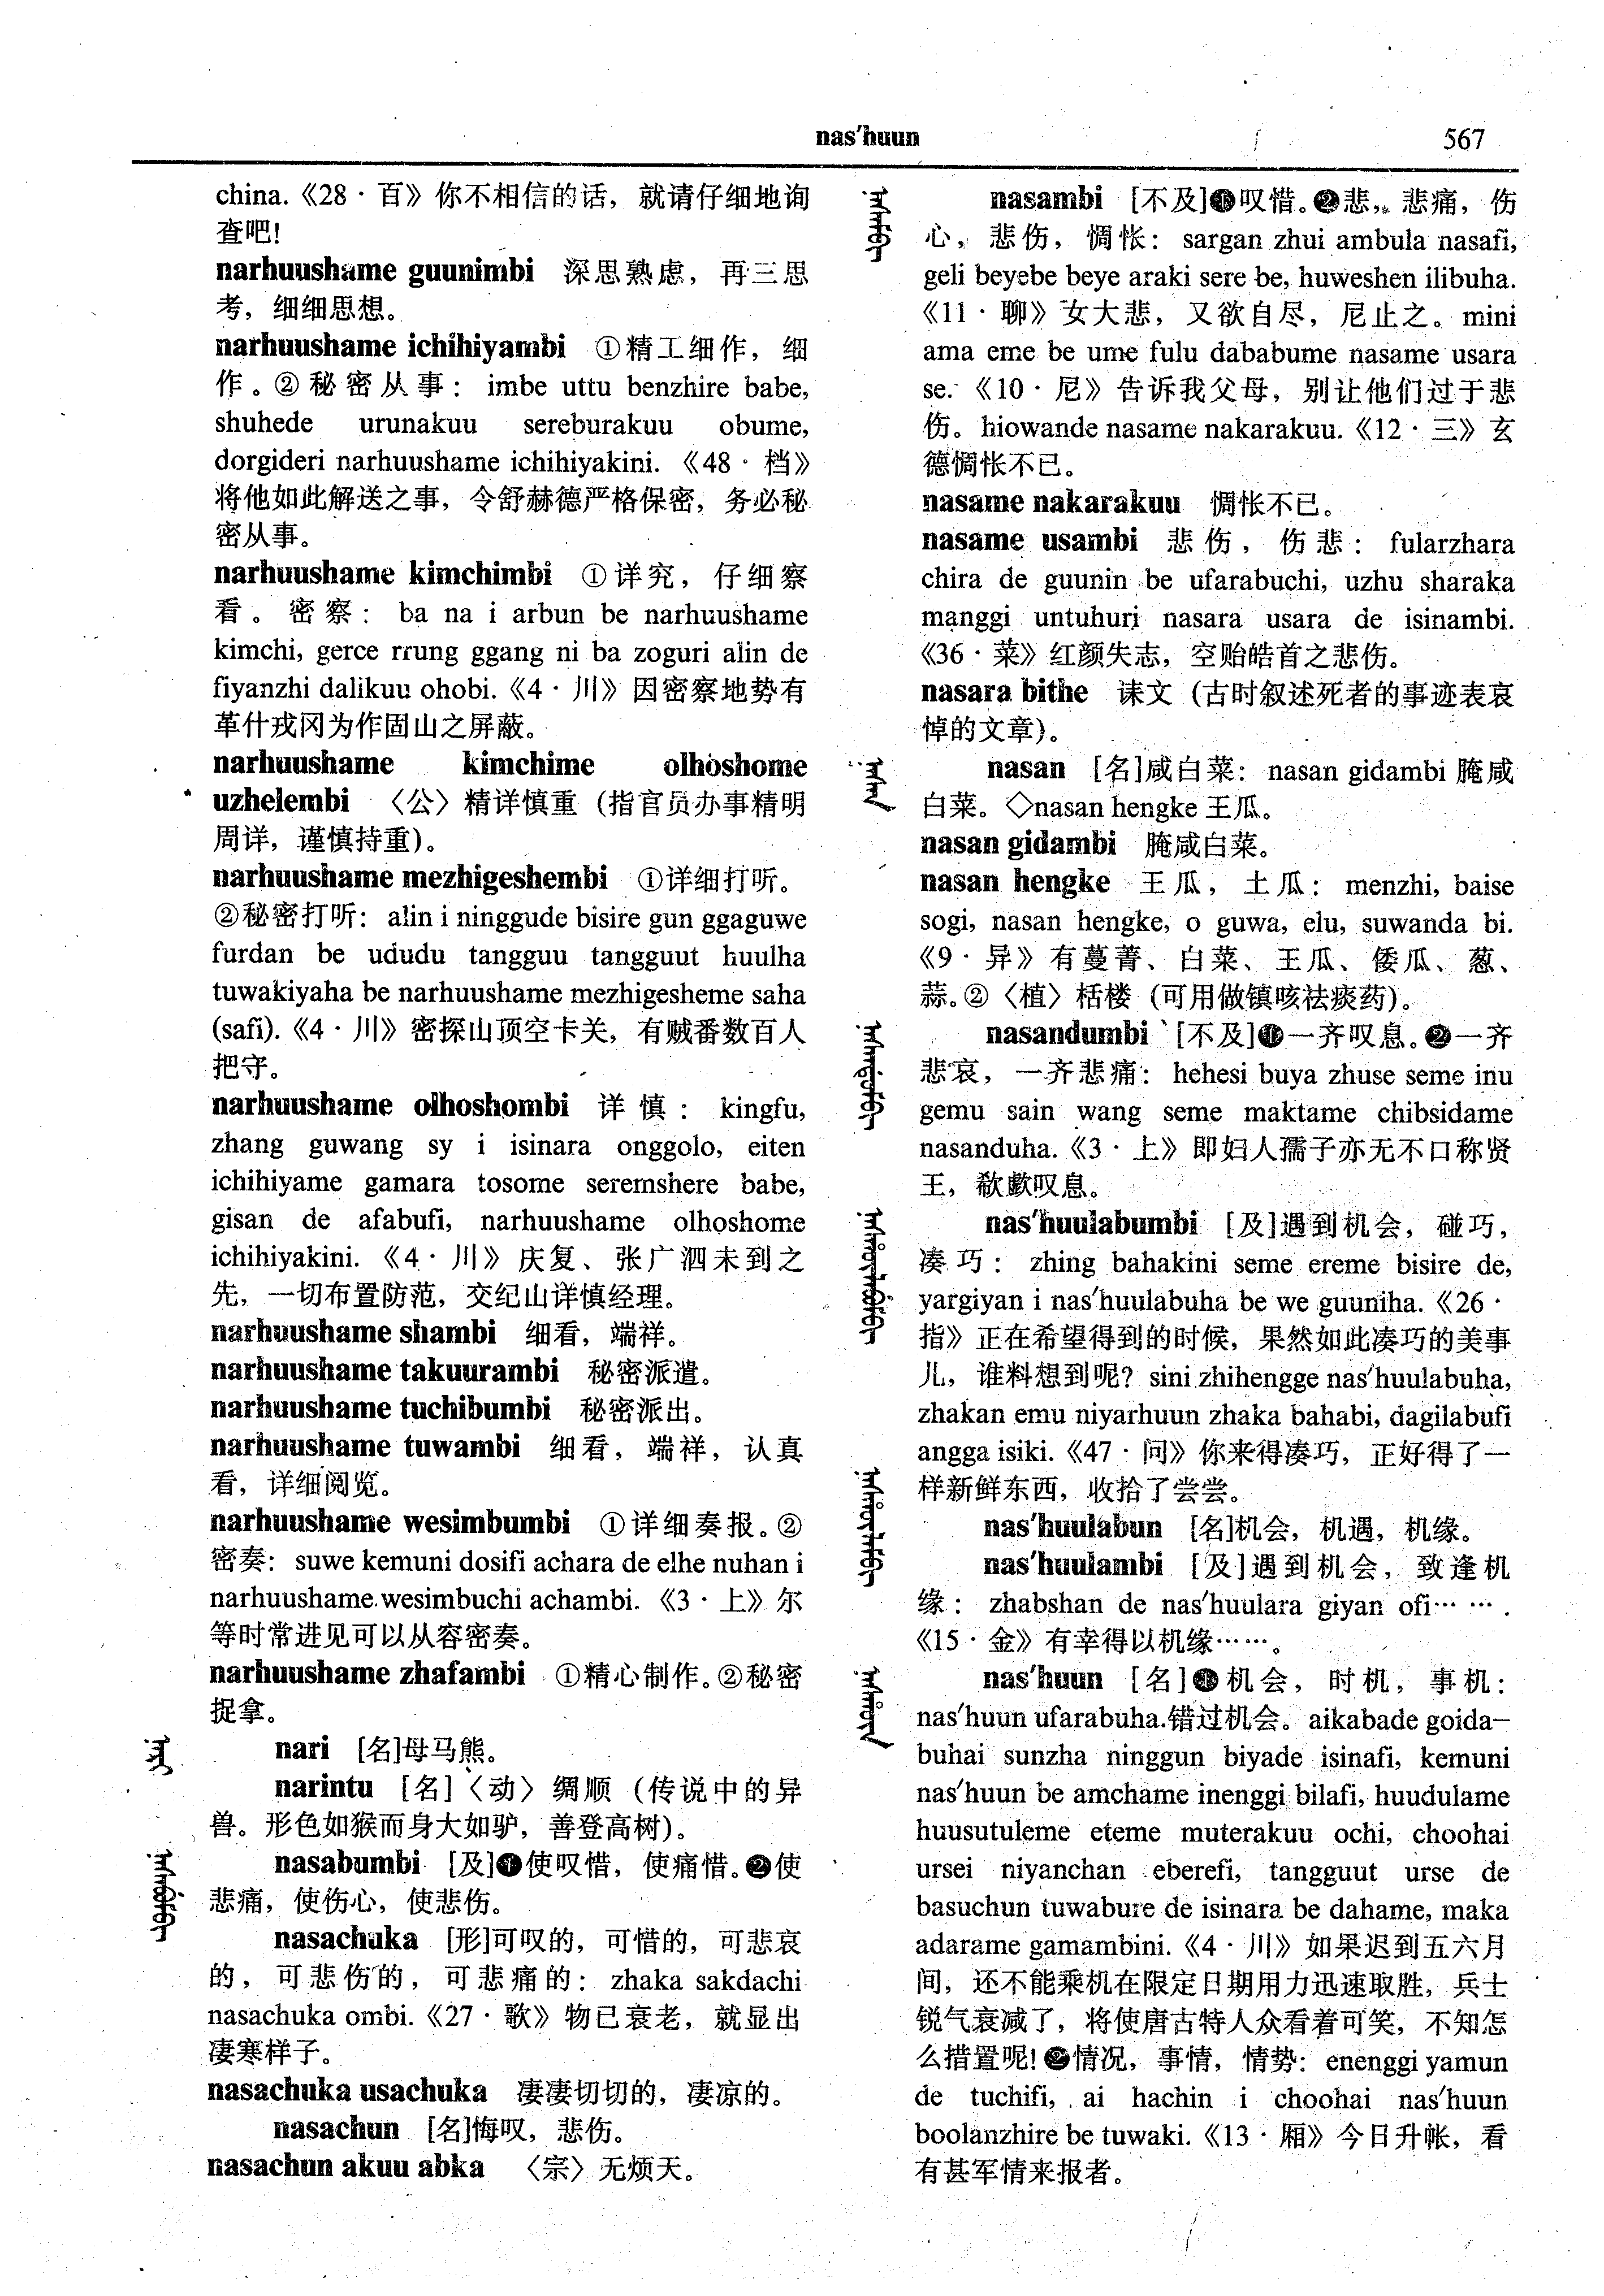 nas′huun
567
china.《28 · 百》你不相信的话，就请仔细地询
查吧!
narhuushame guunimbi 深思熟虑，再三思
考，细细思想。
narhuushame ichihiyambi ①精工细作，细
作。②秘密从事: imbe uttu benzhire babe,
shuhede urunakuu sereburakuu obume,
dorgideri narhuushame ichihiyakini.《48 · 档》
将他如此解送之事，令舒赫德严格保密，务必秘
密从事。
narhuushame kimchimbi ①详究，仔细察
看。密察: ba na i arbun be narhuushame
kimchi, gerce rrung ggang ni ba zoguri alin de
fiyanzhi dalikuu ohobi.《4 · 川》因密察地势有
革什戎冈为作固山之屏蔽。
narhuushame kimchime olhoshome
uzhelembi 〈公〉精详慎重 (指官员办事精明
周详，谨慎持重)。
narhuushame mezhigeshembi ①详细打听。
②秘密打听: alin i ninggude bisire gun ggaguwe
furdan be ududu tangguu tangguut huulha
tuwakiyaha be narhuushame mezhigesheme saha
(safi).《4 · 川》密探山顶空卡关，有贼番数百人
把守。
narhuushame olhoshombi 详慎: kingfu,
zhang guwang sy i isinara onggolo, eiten
ichihiyame gamara tosome seremshere babe,
gisan de afabufi, narhuushame olhoshome
ichihiyakini.《4 · 川》庆复、张广泗未到之
先，一切布置防范，交纪山详慎经理。
narhuushame shambi 细看，端祥。
narhuushame takuurambi 秘密派遣。
narhuushame tuchibumbi 秘密派出。
narhuushame tuwambi 细看，端祥，认真
看，详细阅览。
narhuushame wesimbumbi ①详细奏报。②
密奏: suwe kemuni dosifi achara de elhe nuhan i
narhuushame wesimbuchi achambi.《3 · 上》尔
等时常进见可以从容密奏。
narhuushame zhafambi ①精心制作。②秘密
捉拿。
nari [名]母马熊。
narintu [名]〈动〉绸顺 (传说中的异
兽。形色如猴而身大如驴，善登高树)。
nasabumbi [及]❶使叹惜，使痛惜。❷使
悲痛，使伤心，使悲伤。
nasachuka [形]可叹的，可惜的，可悲哀
的，可悲伤的，可悲痛的: zhaka sakdachi
nasachuka ombi.《27 · 歌》物已衰老，就显出
凄寒样子。
nasachuka usachuka 凄凄切切的，凄凉的。
nasachun [名]悔叹，悲伤。
nasachun akuu abka 〈宗〉无烦天。
nasambi [不及]❶叹惜。❷悲，悲痛，伤
心，悲伤，惆怅: sargan zhui ambula nasafi,
geli beyebe beye araki sere be, huweshen ilibuha.
《11 · 聊》女大悲，又欲自尽，尼止之。mini
ama eme be ume fulu dababume nasame usara
se.《10 · 尼》告诉我父母，别让他们过于悲
伤。hiowande nasame nakarakuu.《12 · 三》玄
德惆怅不已。
nasame nakarakuu 惆怅不已。
nasame usambi 悲伤，伤悲: fularzhara
chira de guunin be ufarabuchi, uzhu sharaka
manggi untuhuri nasara usara de isinambi.
《36 · 菜》红颜失志，空贻皓首之悲伤。
nasara bithe 诔文 (古时叙述死者的事迹表哀
悼的文章)。
nasan [名]咸白菜: nasan gidambi 腌咸
白菜。◇nasan hengke 王瓜。
nasan gidambi 腌咸白菜。
nasan hengke 王瓜，土瓜: menzhi, baise
sogi, nasan hengke, o guwa, elu, suwanda bi.
《9 · 异》有蔓菁、白菜、王瓜、倭瓜、葱、
蒜。②〈植〉栝楼 (可用做镇咳祛痰药)。
nasandumbi [不及]❶一齐叹息。❷一齐
悲哀，一齐悲痛: hehesi buya zhuse seme inu
gemu sain wang seme maktame chibsidame
nasanduha.《3 · 上》即妇人孺子亦无不口称贤
王，欷歔叹息。
nas′huulabumbi [及]遇到机会，碰巧，
凑巧: zhing bahakini seme ereme bisire de,
yargiyan i nas′huulabuha be we guuniha.《26 ·
指》正在希望得到的时候，果然如此凑巧的美事
儿，谁料想到呢? sini zhihengge nas′huulabuha,
zhakan emu niyarhuun zhaka bahabi, dagilabufi
angga isiki.《47 · 问》你来得凑巧，正好得了一
样新鲜东西，收拾了尝尝。
nas′huulabun [名]机会，机遇，机缘。
nas′huulambi [及]遇到机会，致逢机
缘: zhabshan de nas′huulara giyan ofi… ….
《15 · 金》有幸得以机缘……。
nas′huun [名]❶机会，时机，事机:
nas′huun ufarabuha.错过机会。aikabade goida—
buhai sunzha ninggun biyade isinafi, kemuni
nas′huun be amchame inenggi bilafi, huudulame
huusutuleme eteme muterakuu ochi, choohai
ursei niyanchan eberefi, tangguut urse de
basuchun tuwabure de isinara be dahame, maka
adarame gamambini.《4 · 川》如果迟到五六月
间，还不能乘机在限定日期用力迅速取胜，兵士
锐气衰减了，将使唐古特人众看着可笑，不知怎
么措置呢!❷情况，事情，情势: enenggi yamun
de tuchifi, ai hachin i choohai nas′huun
boolanzhire be tuwaki.《13 · 厢》今日升帐，看
有甚军情来报者。